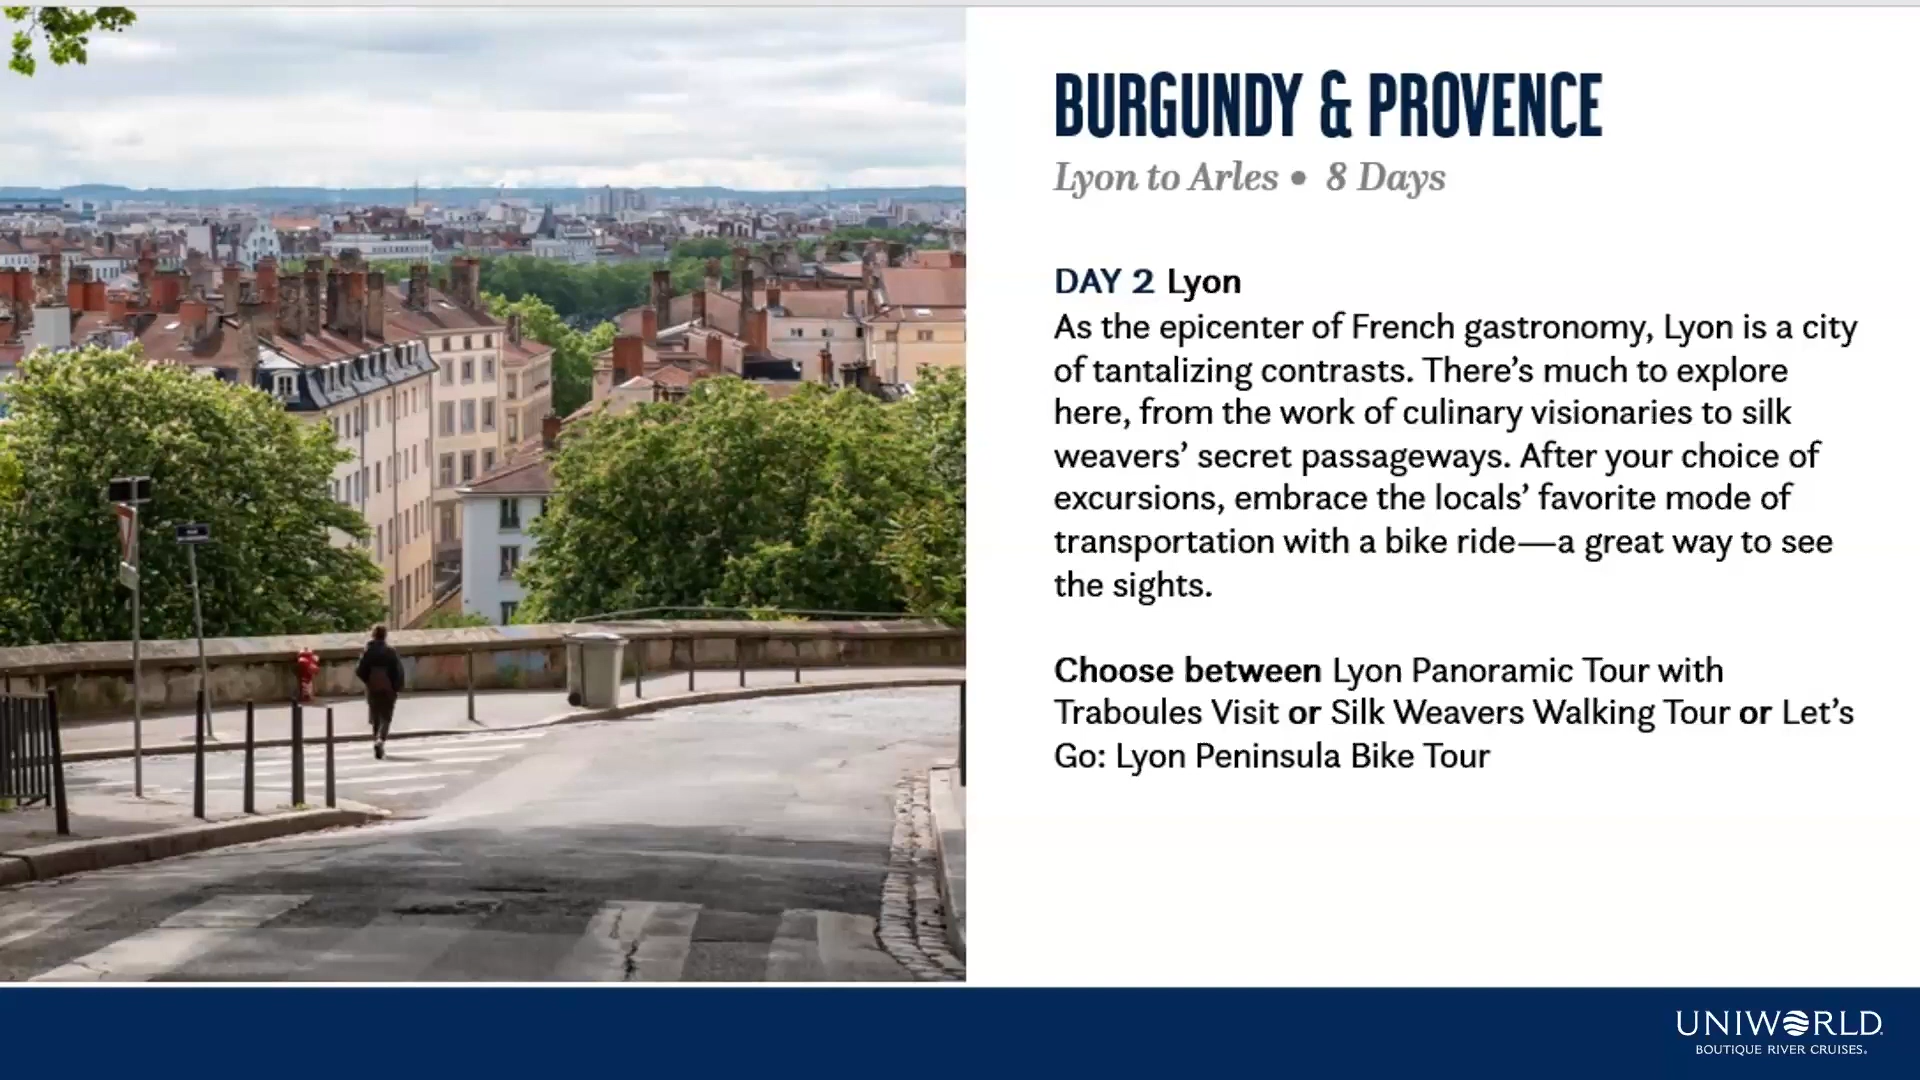 BURGUNDY & PROVENCE
Lyon to Arles • 8 Days
DAY 2 Lyon
As the epicenter of French gastronomy, Lyon is a city
of tantalizing contrasts. There’s much to explore
here, from the work of culinary visionaries to silk
weavers’ secret passageways. After your choice of
excursions, embrace the locals’ favorite mode of
transportation with a bike ride—a great way to see
the sights.
Choose between Lyon Panoramic Tour with
Traboules Visit or Silk Weavers Walking Tour or Let’s
Go: Lyon Peninsula Bike Tour
UNIWORLD
BOUTIQUE RIVER CRUISES.